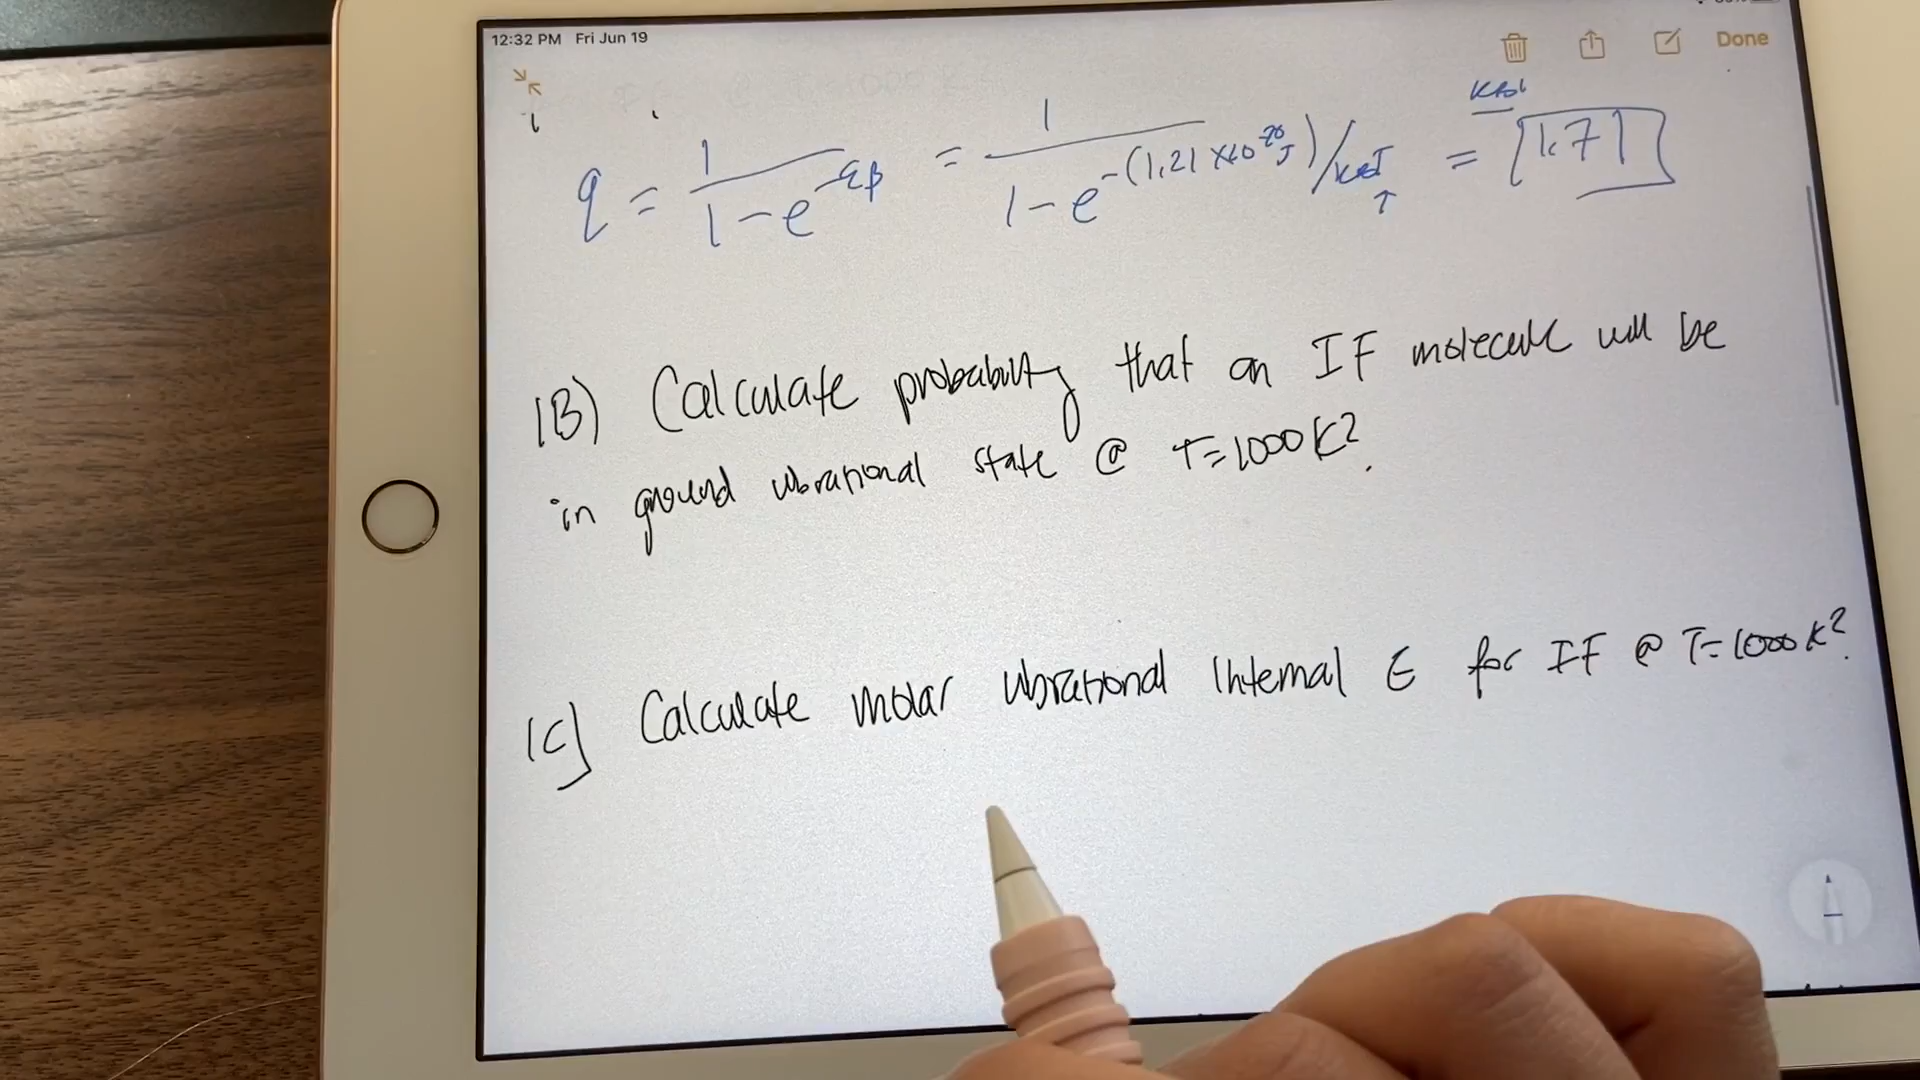 12:32 PM Fri Jun 19
Done
q = 1 / (1 - e^-εβ) = 1 / (1 - e^-(1.21 x10^-20 J)/kBT) = 1.71
↑
1B) Calculate probability that an IF molecule will be
in ground vibrational state @ T=1000K?
1C] Calculate molar vibrational Internal E for IF @ T=1000K?